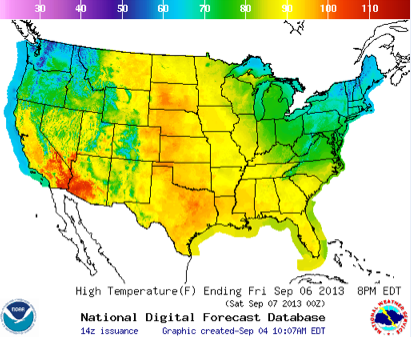 30 40 50 60 70 80 90 100 110
High Temperature(F) Ending Fri Sep 06 2013 8PM EDT
(Sat Sep 07 2013 00Z)
National Digital Forecast Database
14z issuance Graphic created-Sep 04 10:07AM EDT
NOAA